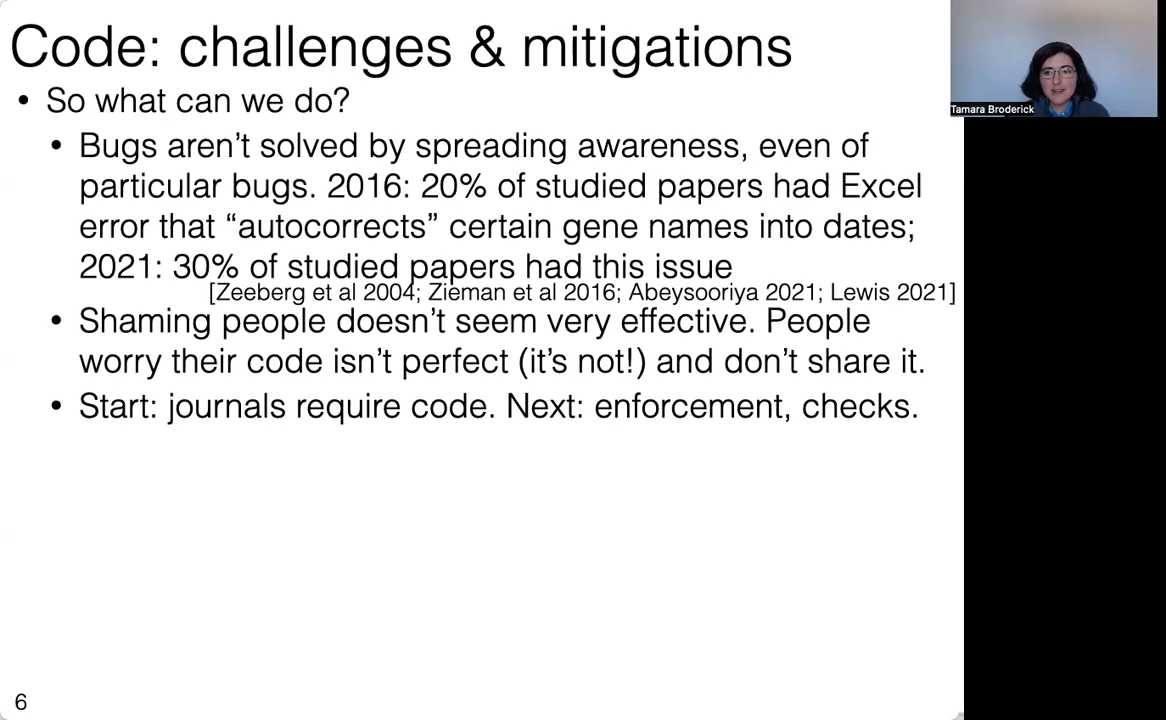 Code: challenges & mitigations
• So what can we do?
• Bugs aren’t solved by spreading awareness, even of
particular bugs. 2016: 20% of studied papers had Excel
error that “autocorrects” certain gene names into dates;
2021: 30% of studied papers had this issue
[Zeeberg et al 2004; Zieman et al 2016; Abeysooriya 2021; Lewis 2021]
• Shaming people doesn’t seem very effective. People
worry their code isn’t perfect (it’s not!) and don’t share it.
• Start: journals require code. Next: enforcement, checks.
6
Tamara Broderick